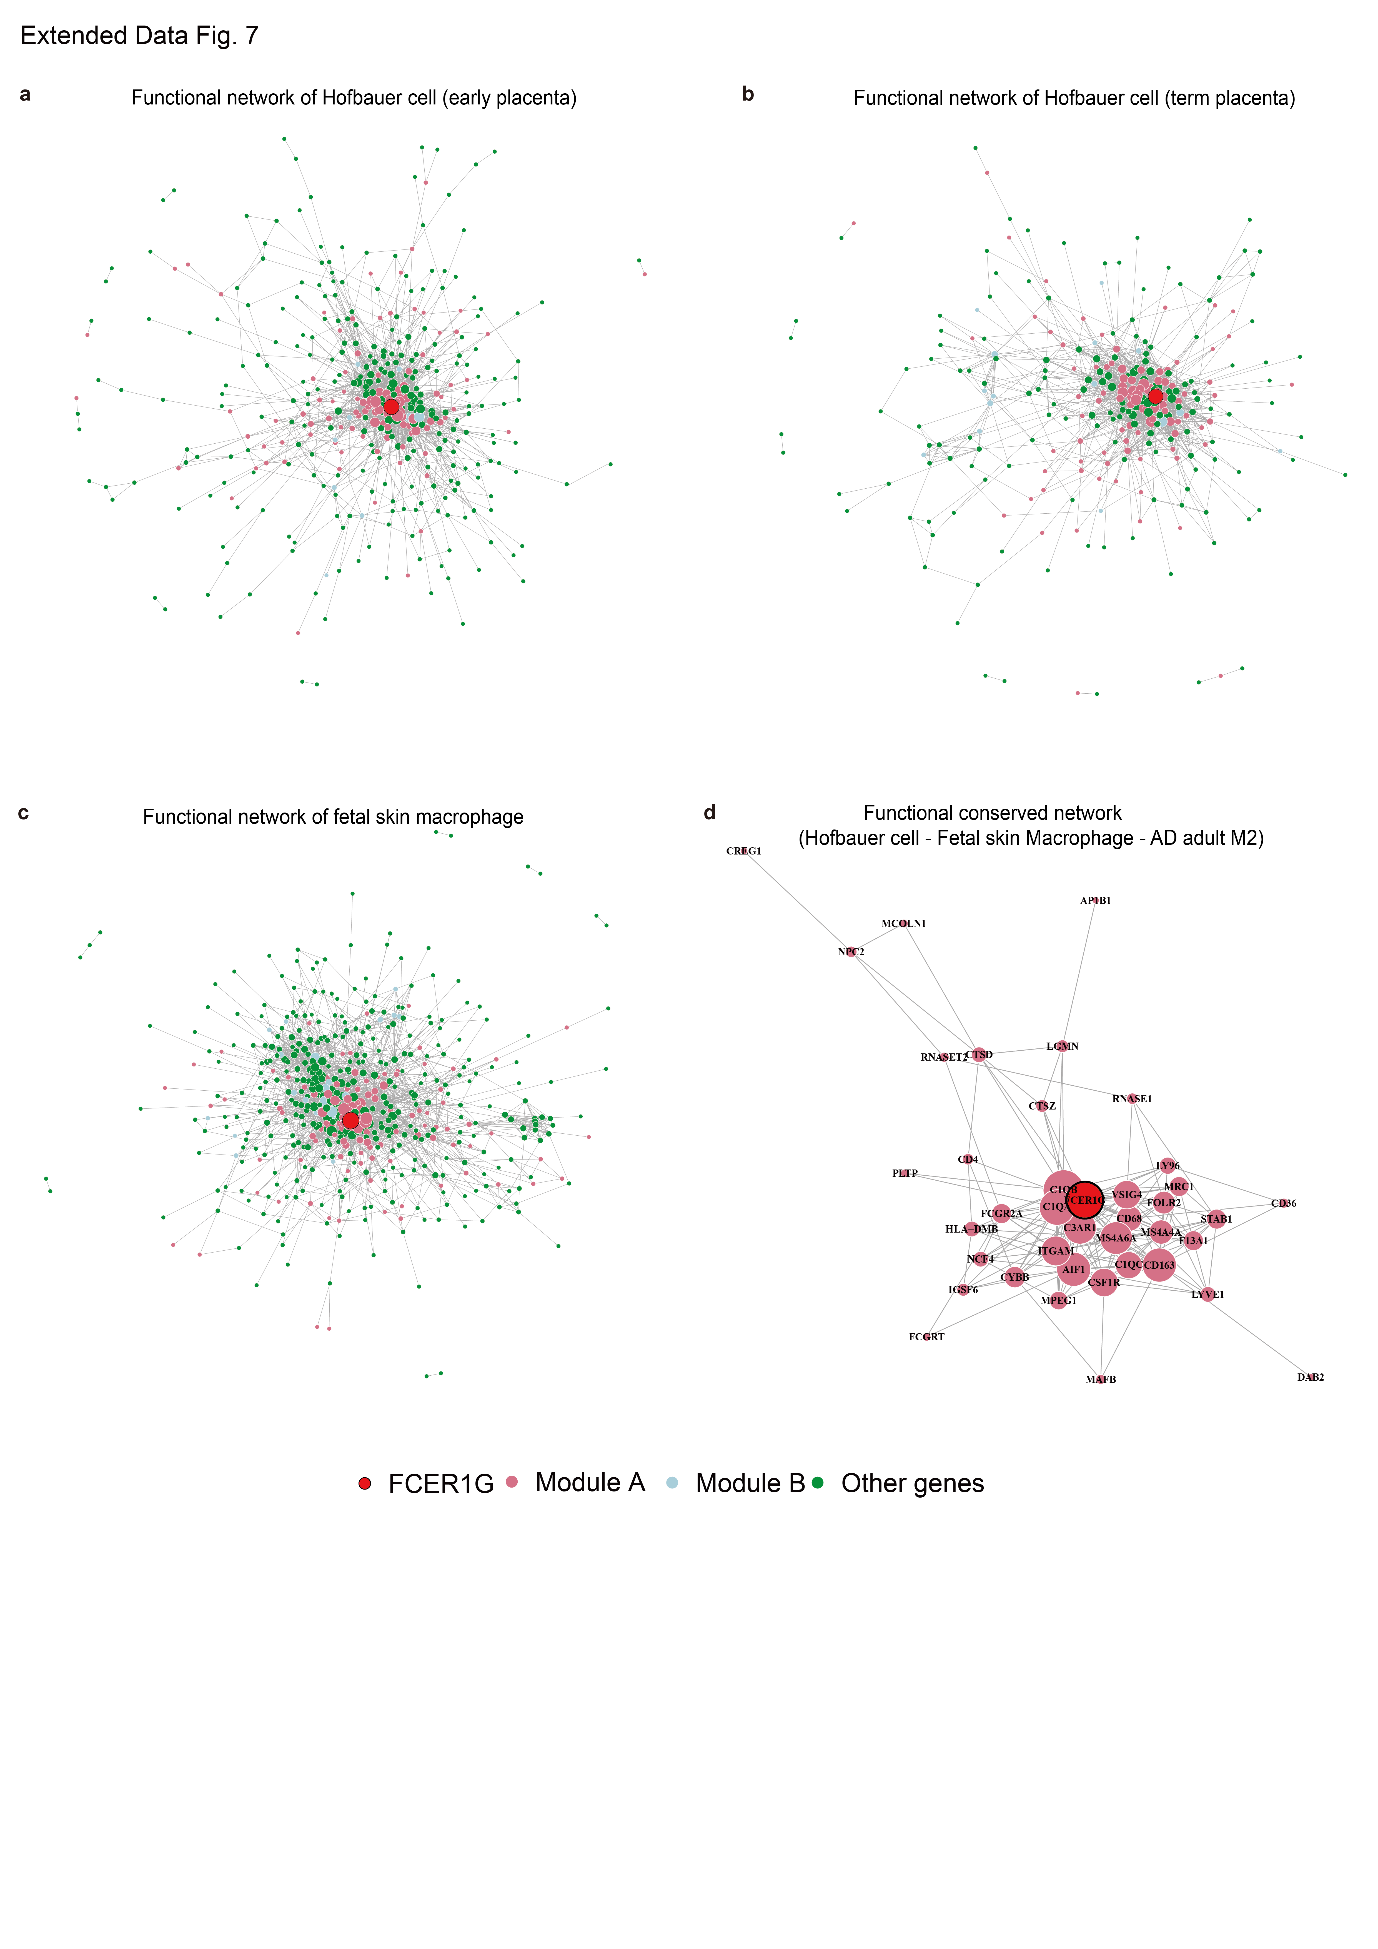 Extended Data Fig. 7
a
Functional network of Hofbauer cell (early placenta)
b
Functional network of Hofbauer cell (term placenta)
c
Functional network of fetal skin macrophage
d
Functional conserved network
(Hofbauer cell - Fetal skin Macrophage - AD adult M2)
CREG1
AP1B1
MCOLN1
NPC2
LGMN
RNASET2
CTSD
CTSZ
RNASE1
CD4
PLTP
LY96
MRC1
C1QB
FCER1G
VSIG4
FOLR2
CD36
C1QA
FCGR2A
CD68
STAB1
HLA-DMB
C3AR1
MS4A6A
MS4A4A
F13A1
ITGAM
NCF4
C1QC
CD163
AIF1
CYBB
CSF1R
IGSF6
MPEG1
LYVE1
FCGRT
MAFB
DAB2
FCER1G
Module A
Module B
Other genes